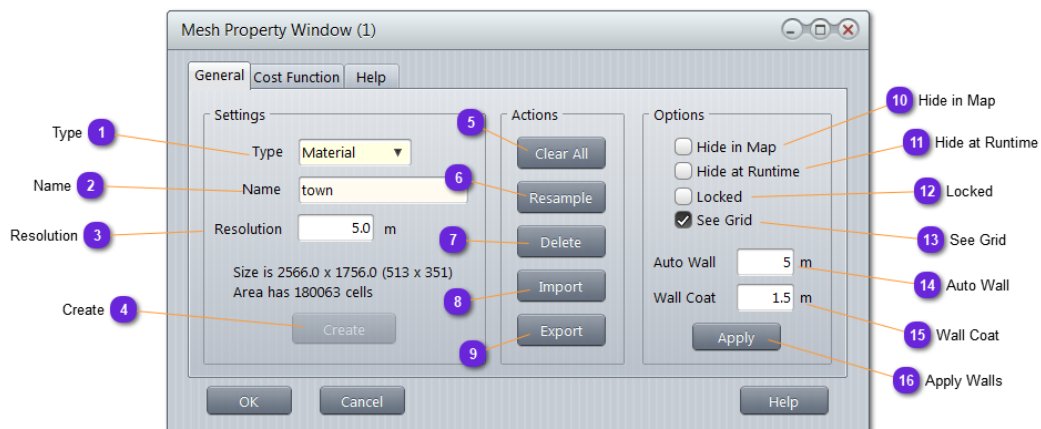 Mesh Property Window (1)
General Cost Function Help
Settings
Type Material
Name town
Resolution 5.0 m
Size is 2566.0 x 1756.0 (513 x 351)
Area has 180063 cells
Create
Actions
Clear All
Resample
Delete
Import
Export
Options
Hide in Map
Hide at Runtime
Locked
See Grid
Auto Wall 5 m
Wall Coat 1.5 m
Apply
OK Cancel Help
Type 1
Name 2
Resolution 3
Create 4
5
6
7
8
9
10 Hide in Map
11 Hide at Runtime
12 Locked
13 See Grid
14 Auto Wall
15 Wall Coat
16 Apply Walls